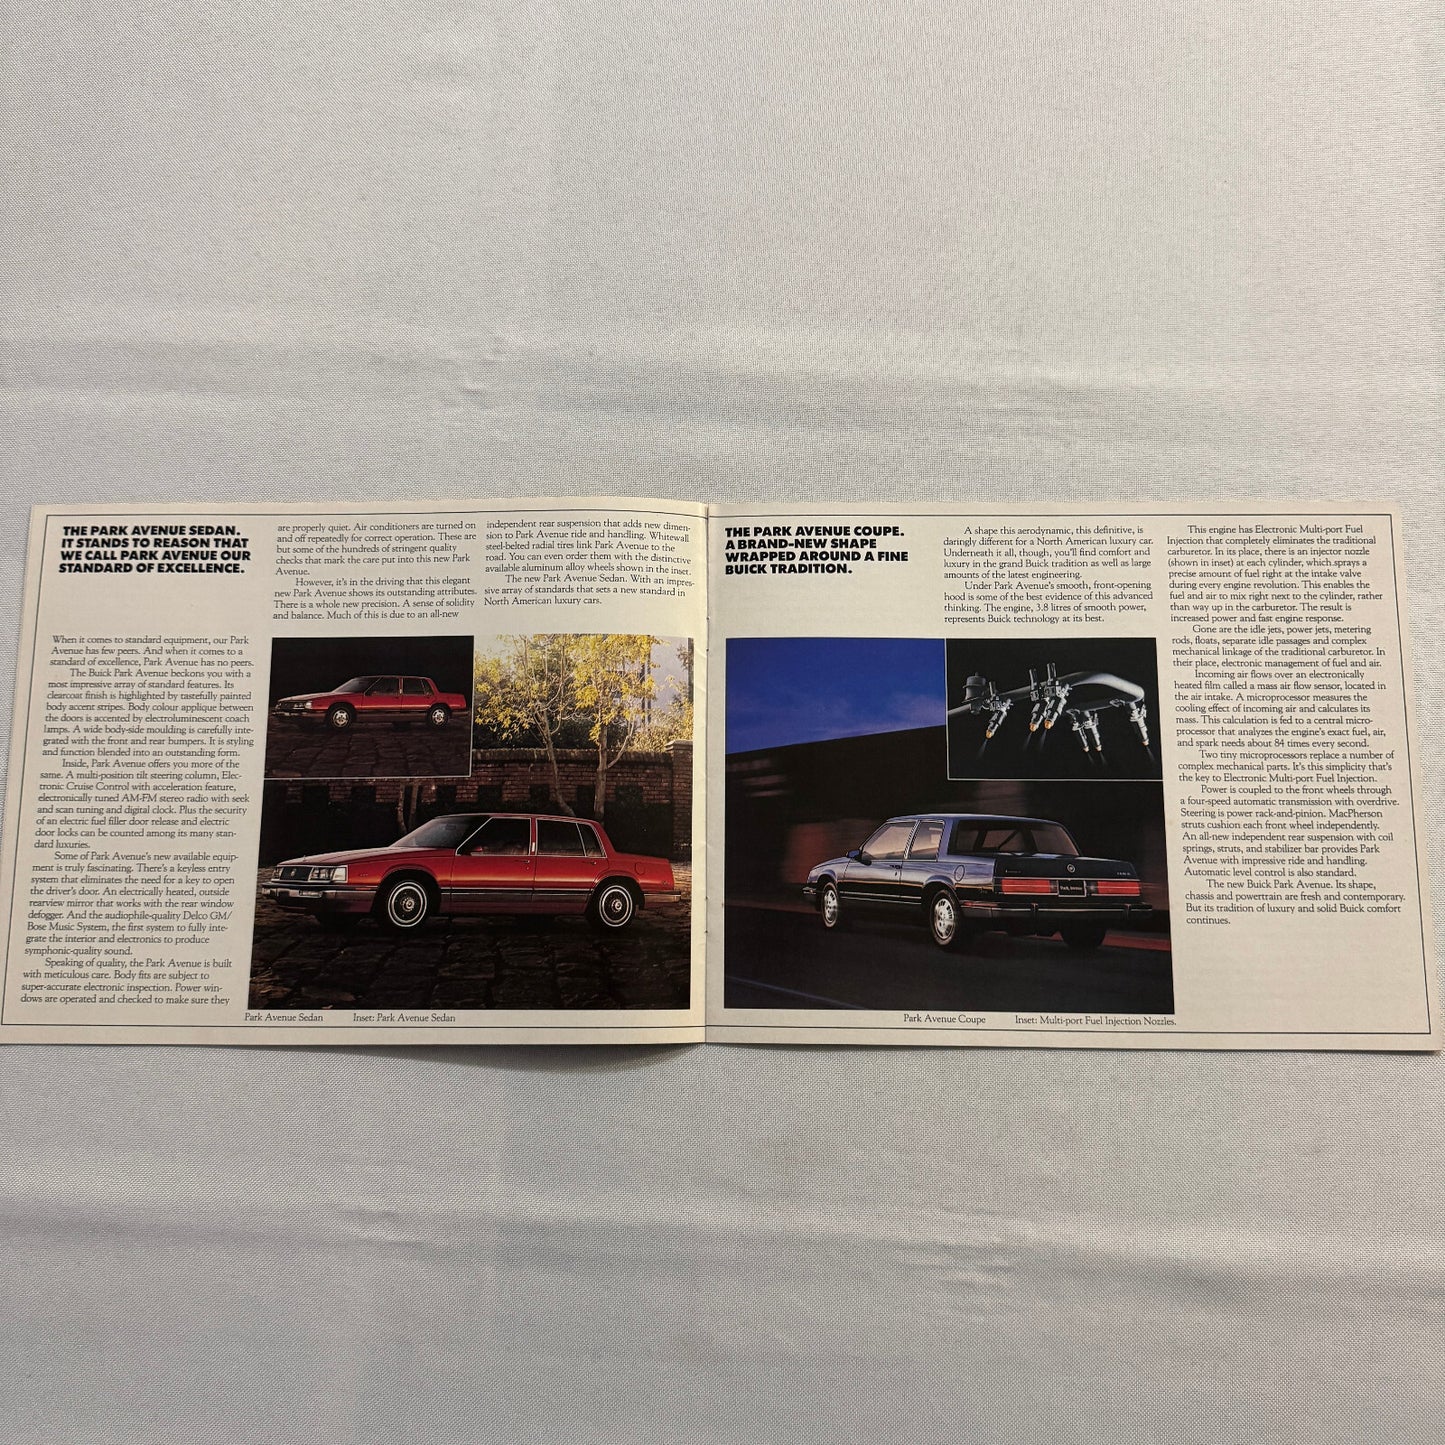 THE PARK AVENUE SEDAN.
IT STANDS TO REASON THAT
WE CALL PARK AVENUE OUR
STANDARD OF EXCELLENCE.
When it comes to standard equipment, our Park
Avenue has few peers. And when it comes to a
standard of excellence, Park Avenue has no peers.
The Buick Park Avenue beckons you with a
most impressive array of standard features. Its
clearcoat finish is highlighted by tastefully painted
body accent stripes. Body colour applique between
the doors is accented by electroluminescent coach
lamps. A wide body-side moulding is carefully inte-
grated with the front and rear bumpers. It is styling
and function blended into an outstanding form.
Inside, Park Avenue offers you more of the
same. A multi-position tilt steering column, Elec-
tronic Cruise Control with acceleration feature,
electronically tuned AM-FM stereo radio with seek
and scan tuning and digital clock. Plus the security
of an electric fuel filler door release and electric
door locks can be counted among its many stan-
dard luxuries.
Some of Park Avenue's new available equip-
ment is truly fascinating. There's a keyless entry
system that eliminates the need for a key to open
the driver's door. An electrically heated, outside
rearview mirror that works with the rear window
defogger. And the audiophile-quality Delco GM/
Bose Music System, the first system to fully inte-
grate the interior and electronics to produce
symphonic-quality sound.
Speaking of quality, the Park Avenue is built
with meticulous care. Body fits are subject to
super-accurate electronic inspection. Power win-
dows are operated and checked to make sure they
are properly quiet. Air conditioners are turned on
and off repeatedly for correct operation. These are
but some of the hundreds of stringent quality
checks that mark the care put into this new Park
Avenue.
However, it's in the driving that this elegant
new Park Avenue shows its outstanding attributes.
There is a whole new precision. A sense of solidity
and balance. Much of this is due to an all-new
independent rear suspension that adds new dimen-
sion to Park Avenue ride and handling. Whitewall
steel-belted radial tires link Park Avenue to the
road. You can even order them with the distinctive
available aluminum alloy wheels shown in the inset.
The new Park Avenue Sedan. With an impres-
sive array of standards that sets a new standard in
North American luxury cars.
Park Avenue Sedan Inset: Park Avenue Sedan
THE PARK AVENUE COUPE.
A BRAND-NEW SHAPE
WRAPPED AROUND A FINE
BUICK TRADITION.
A shape this aerodynamic, this definitive, is
daringly different for a North American luxury car.
Underneath it all, though, you'll find comfort and
luxury in the grand Buick tradition as well as large
amounts of the latest engineering.
Under Park Avenue's smooth, front-opening
hood is some of the best evidence of this advanced
thinking. The engine, 3.8 litres of smooth power,
represents Buick technology at its best.
This engine has Electronic Multi-port Fuel
Injection that completely eliminates the traditional
carburetor. In its place, there is an injector nozzle
(shown in inset) at each cylinder, which sprays a
precise amount of fuel right at the intake valve
during every engine revolution. This enables the
fuel and air to mix right next to the cylinder, rather
than way up in the carburetor. The result is
increased power and fast engine response.
Gone are the idle jets, power jets, metering
rods, floats, separate idle passages and complex
mechanical linkage of the traditional carburetor. In
their place, electronic management of fuel and air.
Incoming air flows over an electronically
heated film called a mass air flow sensor, located in
the air intake. A microprocessor measures the
cooling effect of incoming air and calculates its
mass. This calculation is fed to a central micro-
processor that analyzes the engine's exact fuel, air,
and spark needs about 84 times every second.
Two tiny microprocessors replace a number of
complex mechanical parts. It's this simplicity that's
the key to Electronic Multi-port Fuel Injection.
Power is coupled to the front wheels through
a four-speed automatic transmission with overdrive.
Steering is power rack-and-pinion. MacPherson
struts cushion each front wheel independently.
An all-new independent rear suspension with coil
springs, struts, and stabilizer bar provides Park
Avenue with impressive ride and handling.
Automatic level control is also standard.
The new Buick Park Avenue. Its shape,
chassis and powertrain are fresh and contemporary.
But its tradition of luxury and solid Buick comfort
continues.
Park Avenue Coupe Inset: Multi-port Fuel Injection Nozzles.